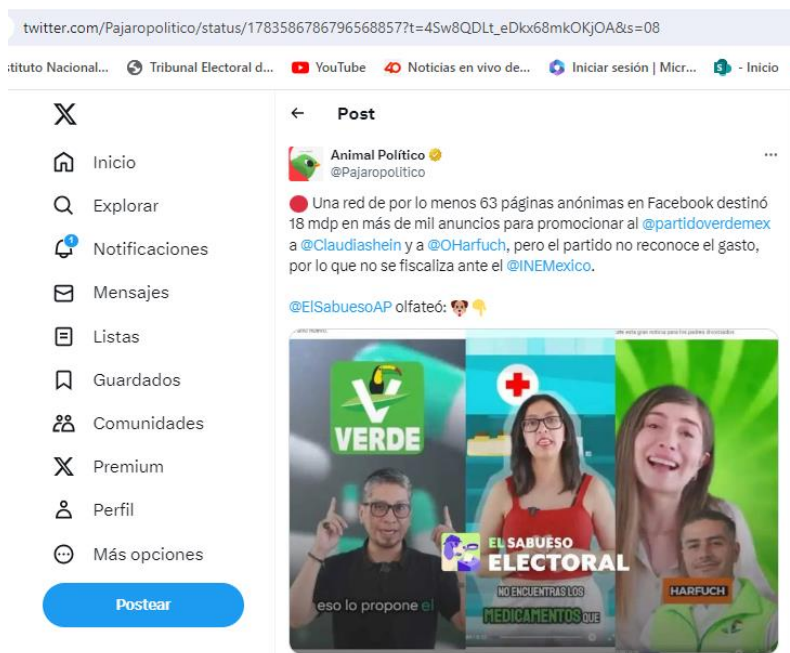 twitter.com/Pajaropolitico/status/1783586786796568857?t=4Sw8QDLt_eDkx68mkOKjOA&s=08
stituto Nacional... Tribunal Electoral d... YouTube Noticias en vivo de... Iniciar sesión | Micr... - Inicio
Post
Inicio
Explorar
Notificaciones
Mensajes
Listas
Guardados
Comunidades
Premium
Perfil
Más opciones
Postear
Animal Político
@Pajaropolitico
Una red de por lo menos 63 páginas anónimas en Facebook destinó
18 mdp en más de mil anuncios para promocionar al @partidoverdemex
a @Claudiashein y a @OHarfuch, pero el partido no reconoce el gasto,
por lo que no se fiscaliza ante el @INEMexico.
@ElSabuesoAP olfateó:
VERDE
eso lo propone el
EL SABUESO
ELECTORAL
NO ENCUENTRAS LOS
MEDICAMENTOS QUE
HARFUCH